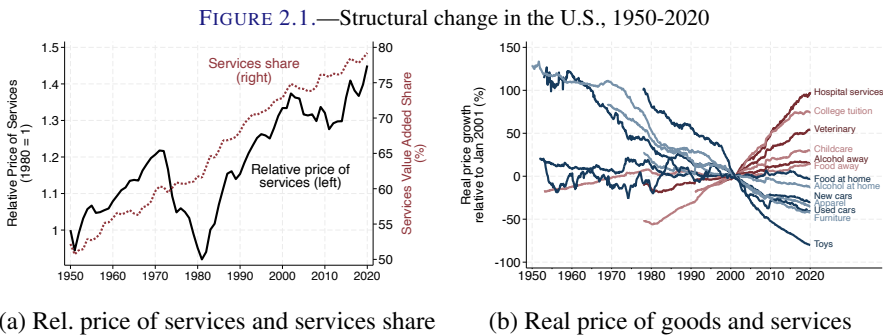 FIGURE 2.1.—Structural change in the U.S., 1950-2020
Relative Price of Services
(1980 = 1)
1.5
1.4
1.3
1.2
1.1
1
Services share
(right)
Relative price of
services (left)
80
75
70
65
60
55
50
Services Value Added Share
(%)
1950 1960 1970 1980 1990 2000 2010 2020
(a) Rel. price of services and services share
Real price growth
relative to Jan 2001 (%)
150
100
50
0
-50
-100
Hospital services
College tuition
Veterinary
Childcare
Alcohol away
Food away
Food at home
Alcohol at home
New cars
Apparel
Used cars
Furniture
Toys
1950 1960 1970 1980 1990 2000 2010 2020
(b) Real price of goods and services